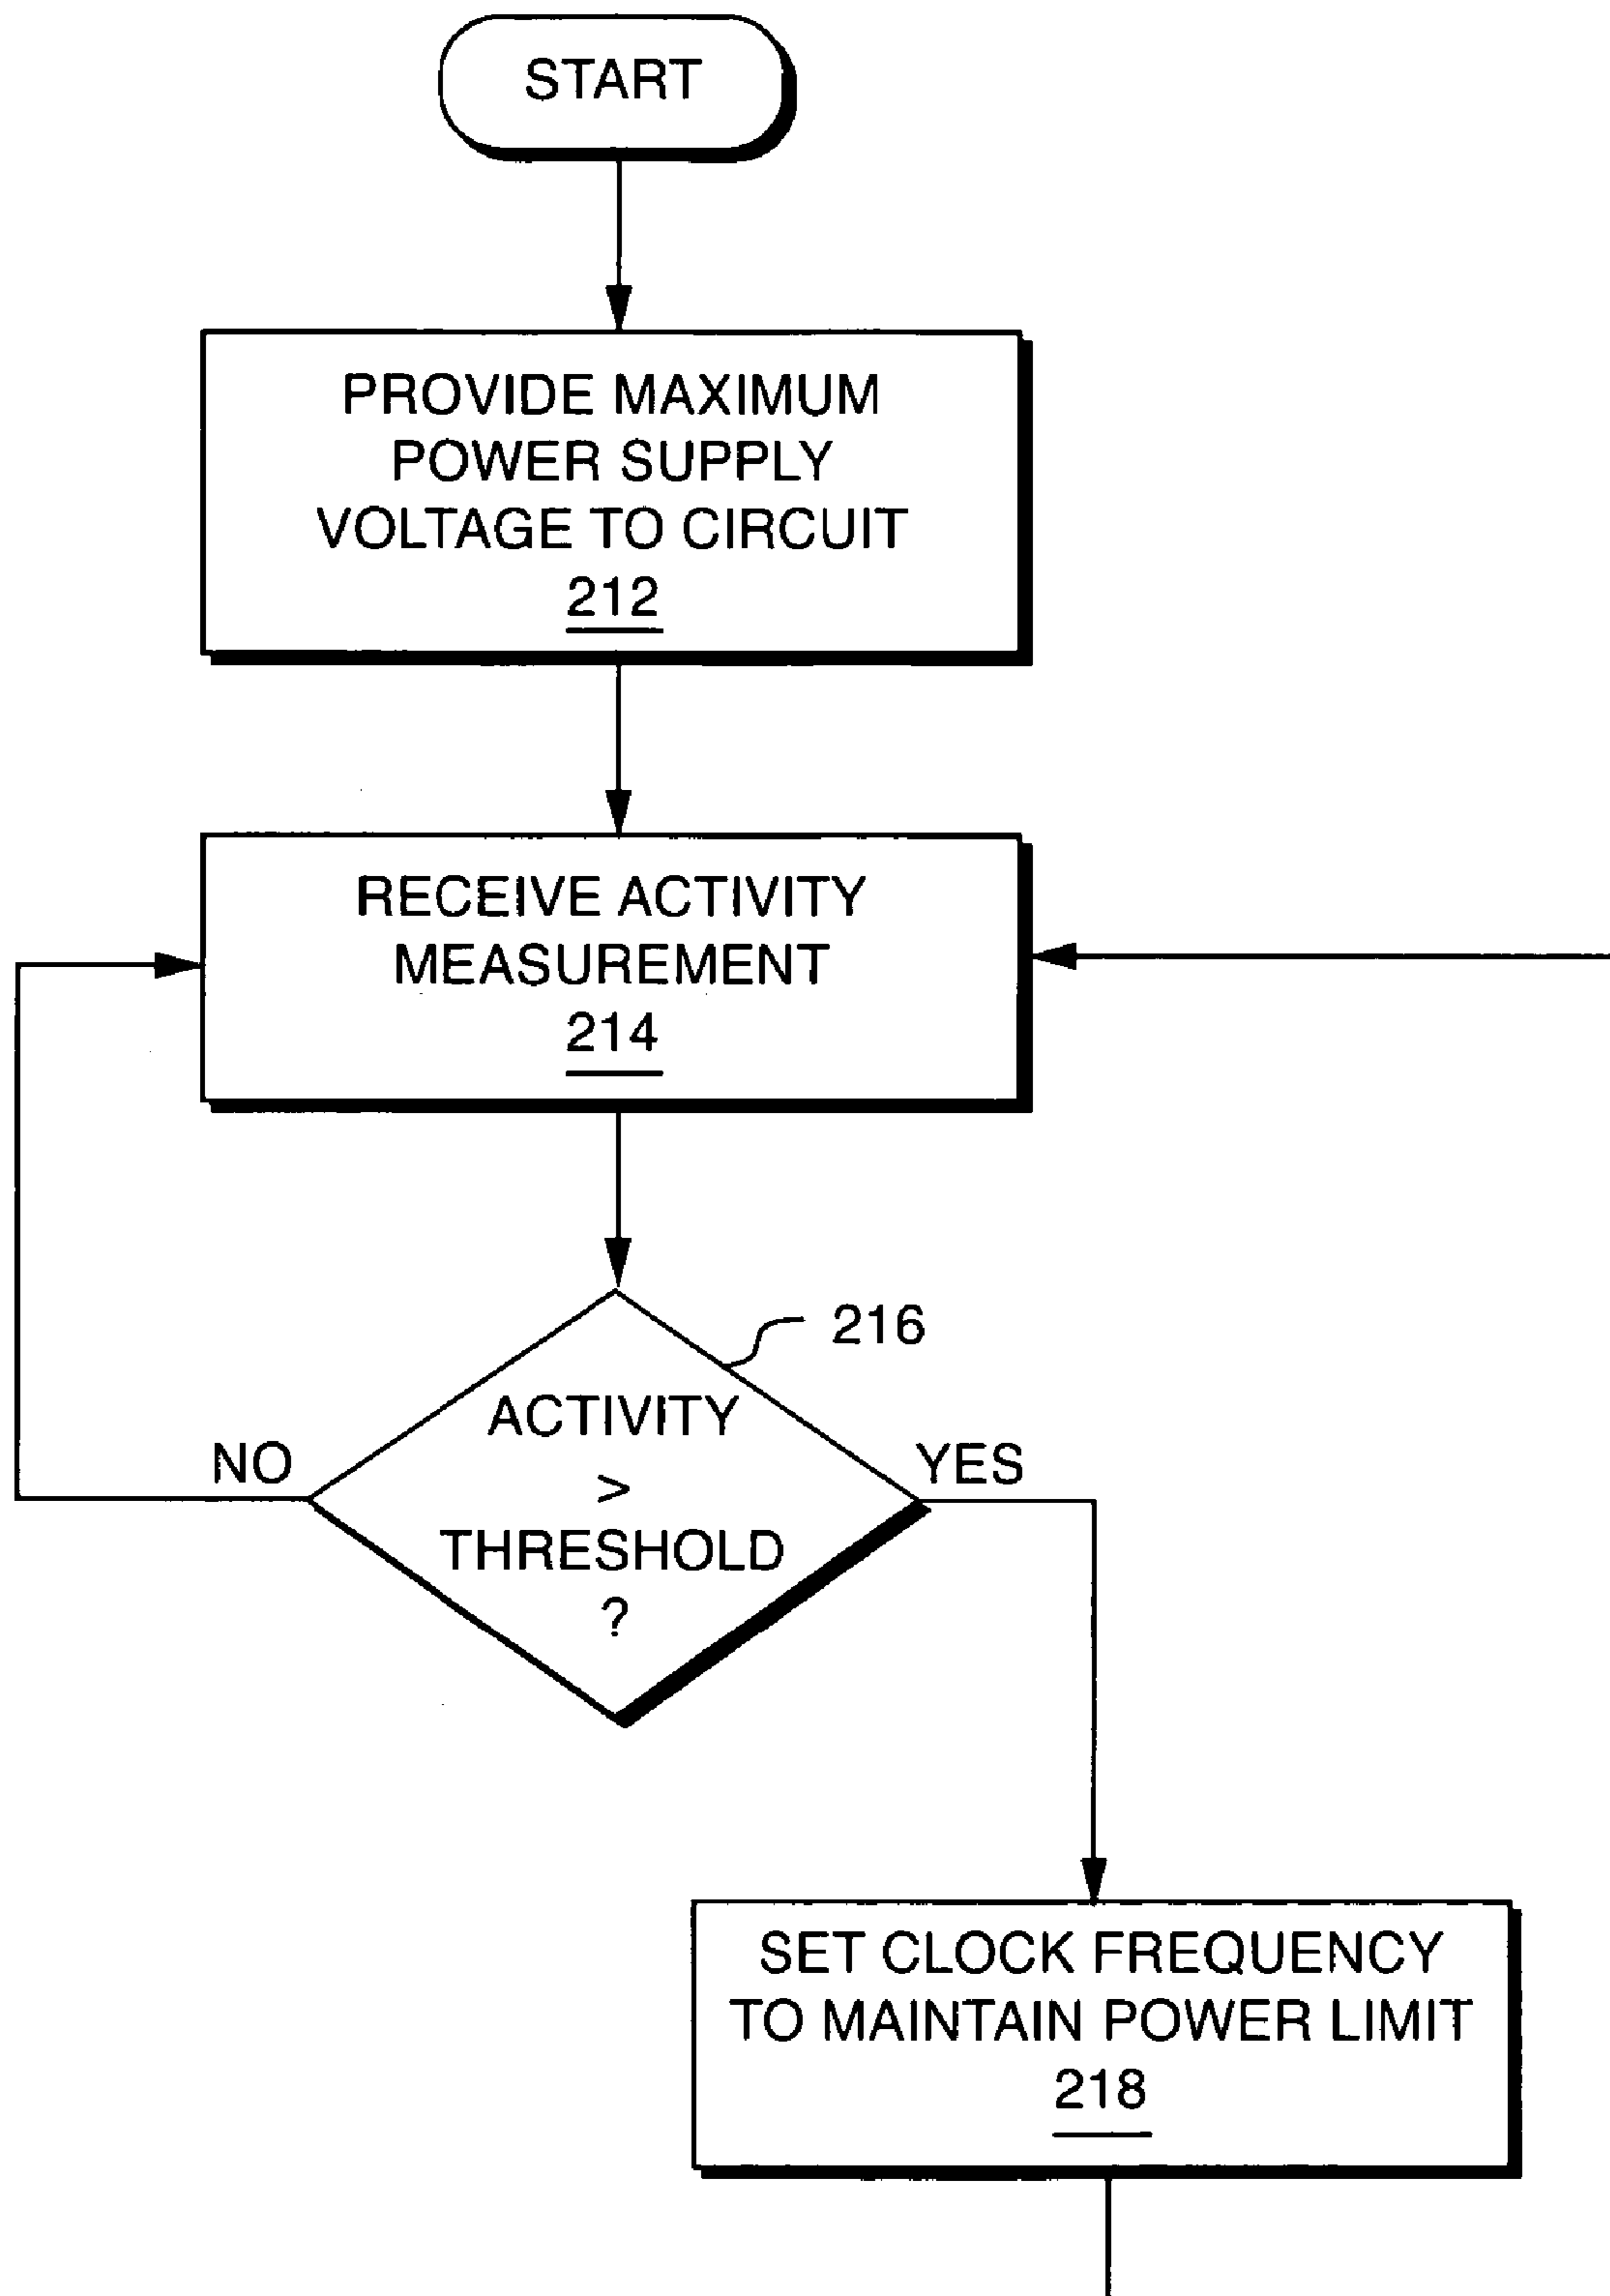 START
PROVIDE MAXIMUM
POWER SUPPLY
VOLTAGE TO CIRCUIT
212
RECEIVE ACTIVITY
MEASUREMENT
214
216
ACTIVITY
>
THRESHOLD
?
NO
YES
SET CLOCK FREQUENCY
TO MAINTAIN POWER LIMIT
218